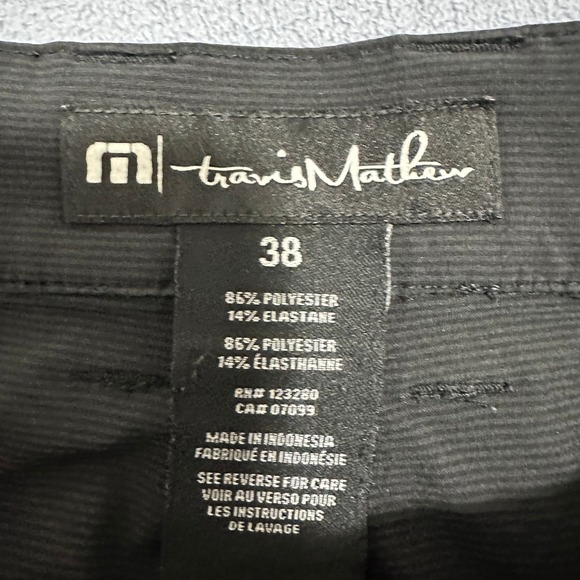 travisMathew
38
86% POLYESTER
14% ELASTANE
86% POLYESTER
14% ÉLASTHANNE
RN# 123280
CA# 07099
MADE IN INDONESIA
FABRIQUÉ EN INDONÉSIE
SEE REVERSE FOR CARE
VOIR AU VERSO POUR
LES INSTRUCTIONS
DE LAVAGE